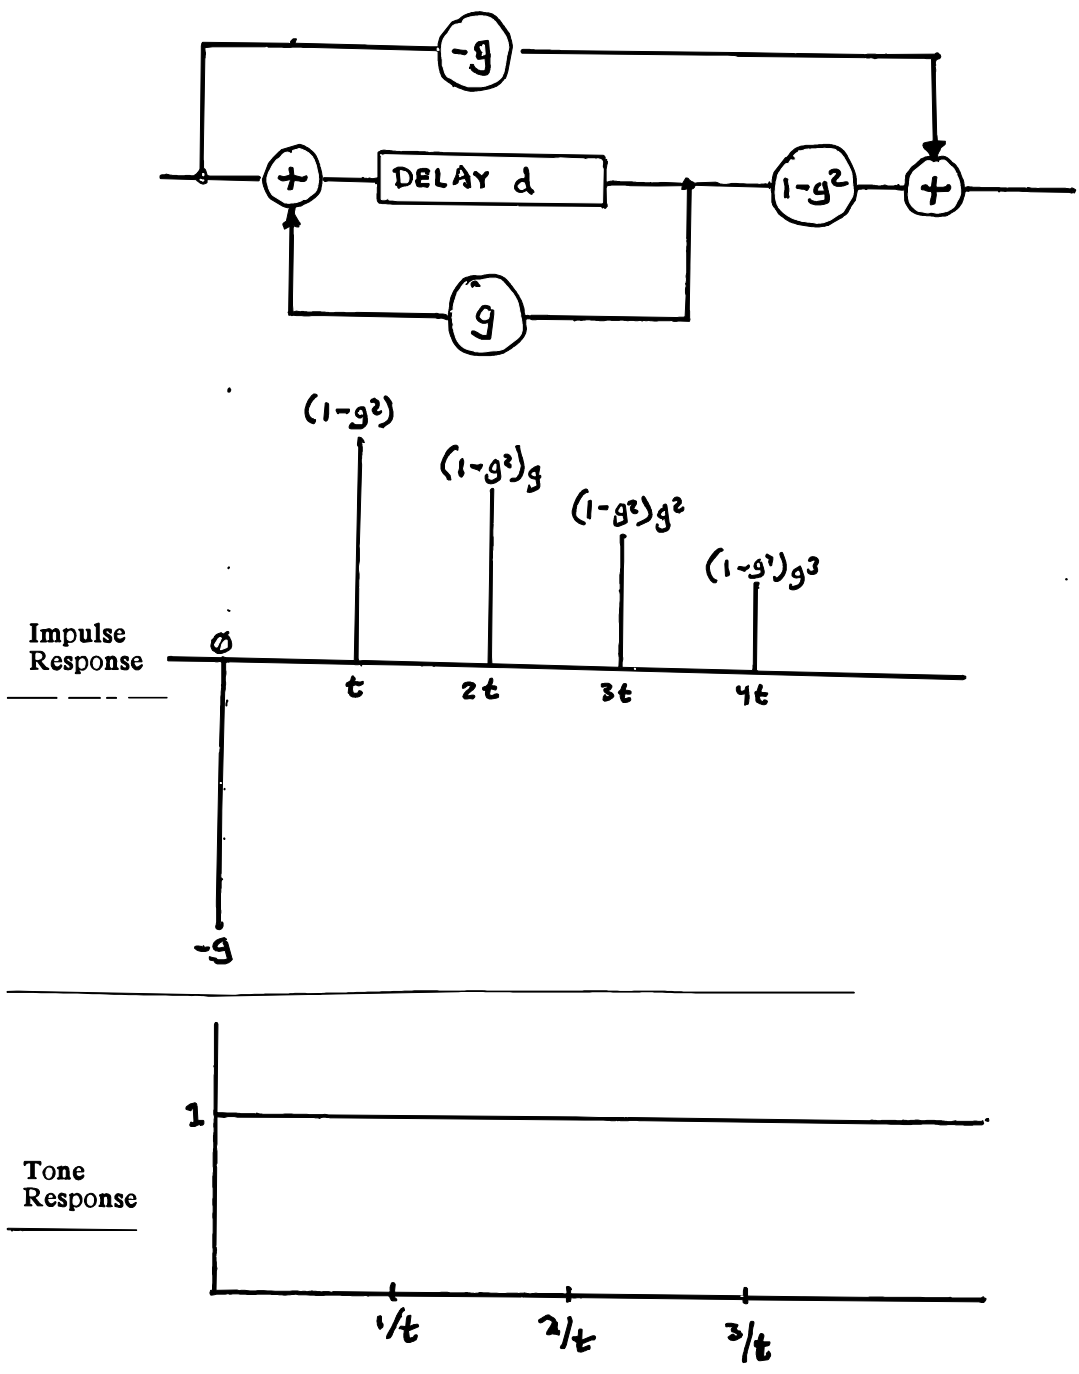 -g
+ DELAY d 1-g² +
g
(1-g²)
(1-g²)g
(1-g²)g²
(1-g²)g³
Impulse
Response
0
t 2t 3t 4t
-g
1
Tone
Response
1/t 2/t 3/t